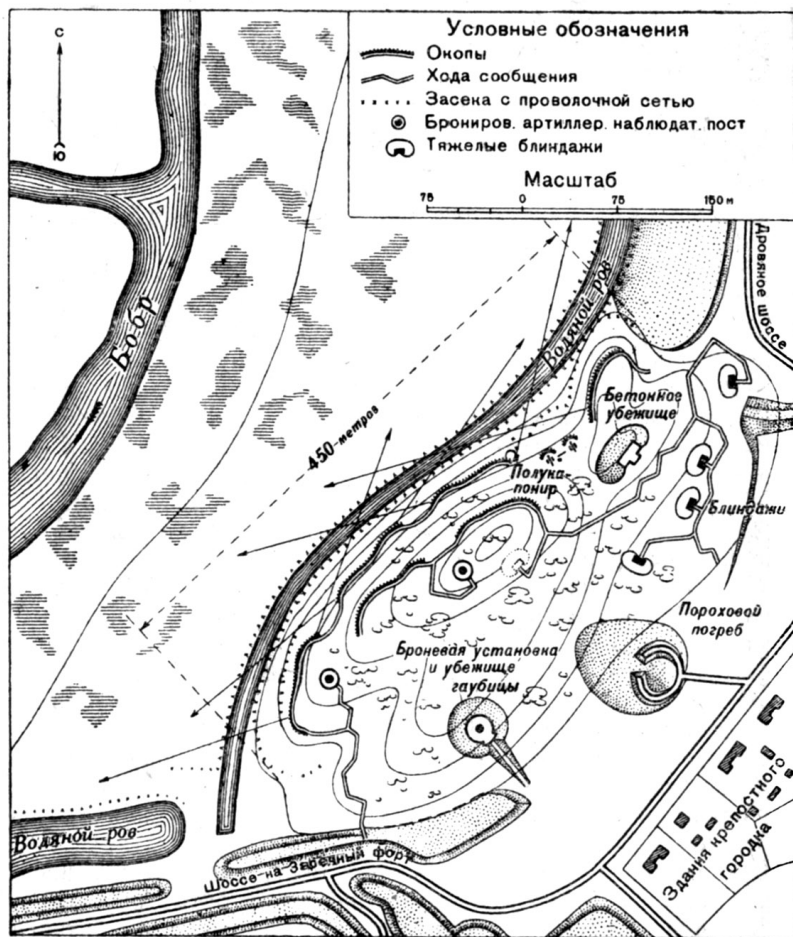 Условные обозначения
Окопы
Хода сообщения
Засека с проволочной сетью
Брониров. артиллер. наблюдат. пост
Тяжелые блиндажи
Масштаб
75 0 75 150 м
С
Ю
Бобр
Водяной ров
Дровяное шоссе
450 метров
Бетонное
убежище
Полука-
понир
Блиндажи
Пороховой
погреб
Броневая установка
и убежище
гаубицы
Водяной ров
Шоссе на Заречный форт
Здания крепостного
городка